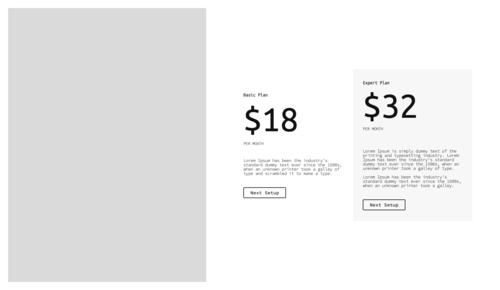 Basic Plan
$18
PER MONTH
Lorem Ipsum has been the industry's
standard dummy text ever since the 1500s,
when an unknown printer took a galley of
type and scrambled it to make a type.
Next Setup
Expert Plan
$32
PER MONTH
Lorem Ipsum is simply dummy text of the
printing and typesetting industry. Lorem
Ipsum has been the industry's standard
dummy text ever since the 1500s, when an
unknown printer took a galley of type.
Lorem Ipsum has been the industry's
standard dummy text ever since the 1500s,
when an unknown printer took a galley.
Next Setup